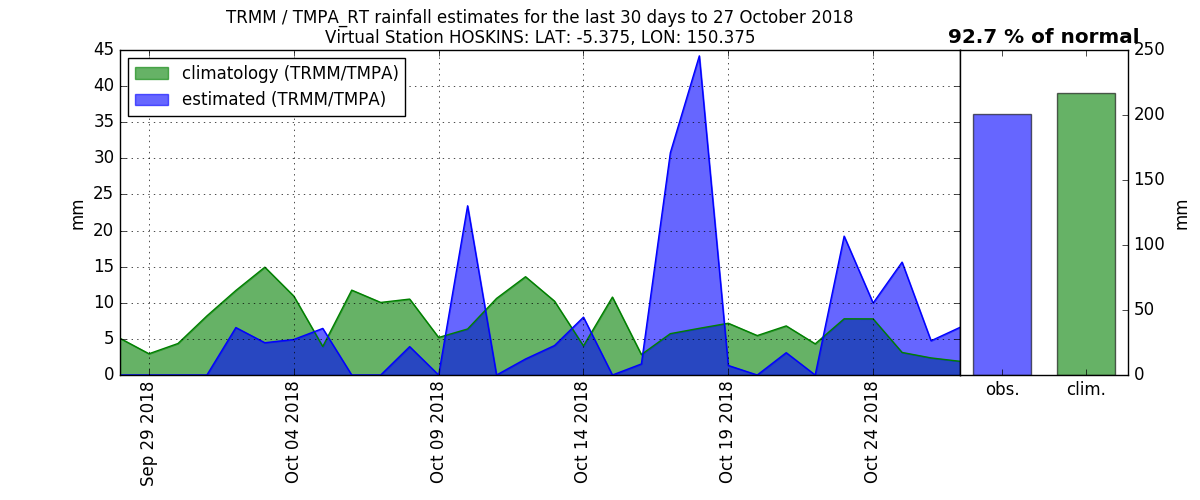 TRMM / TMPA_RT rainfall estimates for the last 30 days to 27 October 2018
Virtual Station HOSKINS: LAT: -5.375, LON: 150.375
92.7 % of normal
climatology (TRMM/TMPA)
estimated (TRMM/TMPA)
45
40
35
30
25
20
15
10
5
0
mm
Sep 29 2018
Oct 04 2018
Oct 09 2018
Oct 14 2018
Oct 19 2018
Oct 24 2018
250
200
150
100
50
0
mm
obs.
clim.